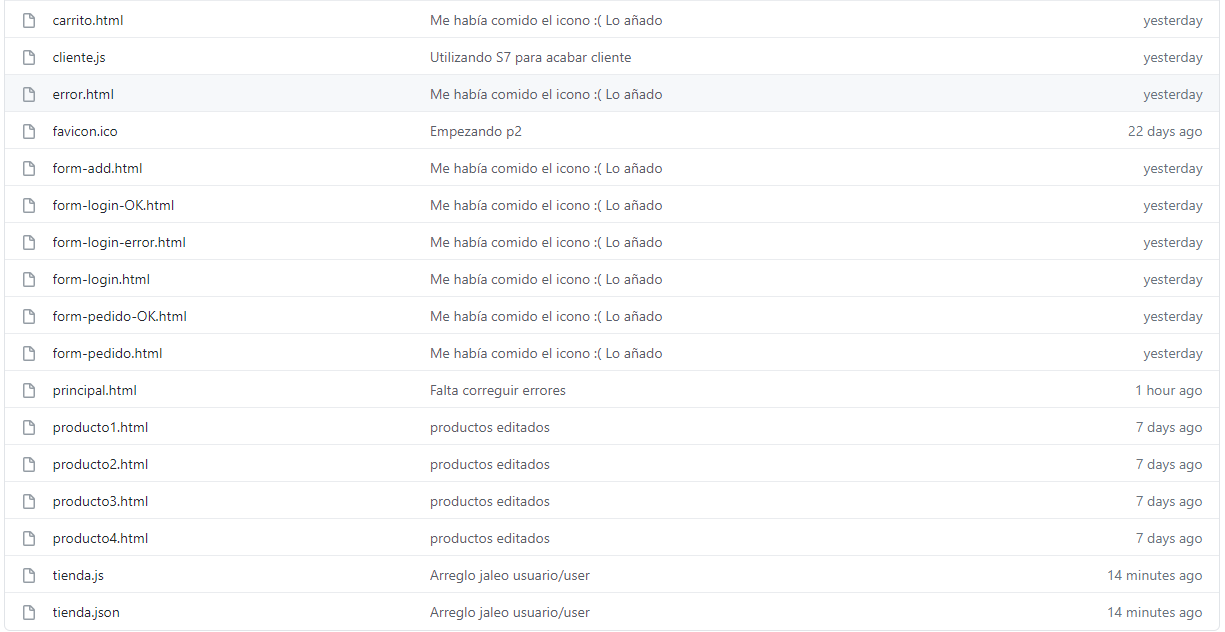 carrito.html Me había comido el icono :( Lo añado yesterday
cliente.js Utilizando S7 para acabar cliente yesterday
error.html Me había comido el icono :( Lo añado yesterday
favicon.ico Empezando p2 22 days ago
form-add.html Me había comido el icono :( Lo añado yesterday
form-login-OK.html Me había comido el icono :( Lo añado yesterday
form-login-error.html Me había comido el icono :( Lo añado yesterday
form-login.html Me había comido el icono :( Lo añado yesterday
form-pedido-OK.html Me había comido el icono :( Lo añado yesterday
form-pedido.html Me había comido el icono :( Lo añado yesterday
principal.html Falta correguir errores 1 hour ago
producto1.html productos editados 7 days ago
producto2.html productos editados 7 days ago
producto3.html productos editados 7 days ago
producto4.html productos editados 7 days ago
tienda.js Arreglo jaleo usuario/user 14 minutes ago
tienda.json Arreglo jaleo usuario/user 14 minutes ago